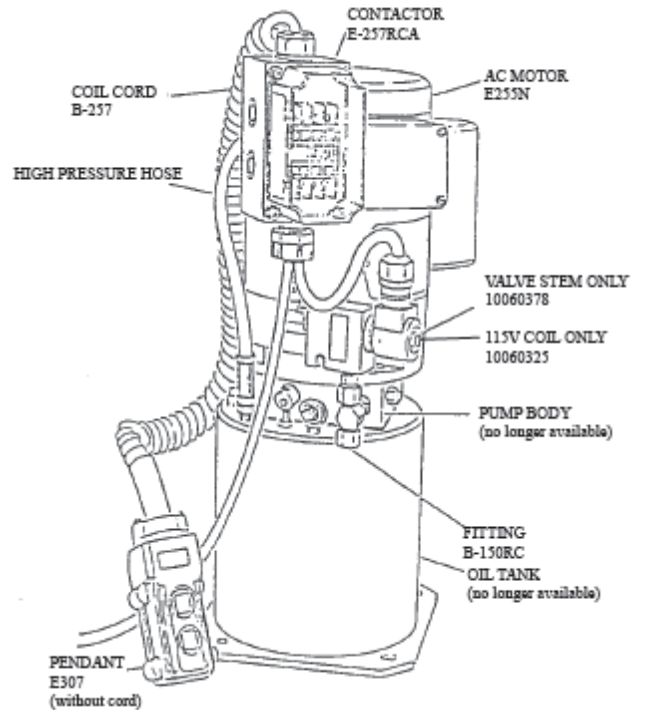 CONTACTOR
E-257RCA
AC MOTOR
E255N
COIL CORD
B-257
HIGH PRESSURE HOSE
VALVE STEM ONLY
10060378
115V COIL ONLY
10060325
PUMP BODY
(no longer available)
FITTING
B-150RC
OIL TANK
(no longer available)
PENDANT
E307
(without cord)